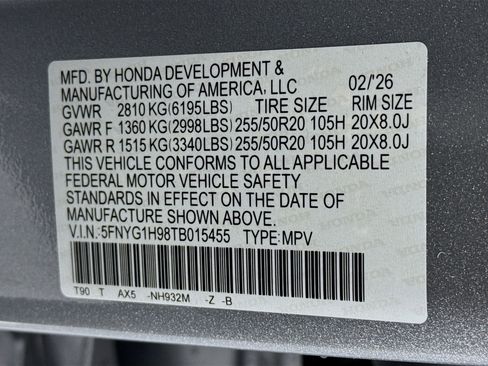 MFD. BY HONDA DEVELOPMENT &
MANUFACTURING OF AMERICA, LLC 02/'26
GVWR 2810 KG(6195LBS) TIRE SIZE RIM SIZE
GAWR F 1360 KG(2998LBS) 255/50R20 105H 20X8.0J
GAWR R 1515 KG(3340LBS) 255/50R20 105H 20X8.0J
THIS VEHICLE CONFORMS TO ALL APPLICABLE
FEDERAL MOTOR VEHICLE SAFETY
STANDARDS IN EFFECT ON THE DATE OF
MANUFACTURE SHOWN ABOVE.
V.I.N.:5FNYG1H98TB015455 TYPE:MPV
T90 T AX5 -NH932M -Z -B